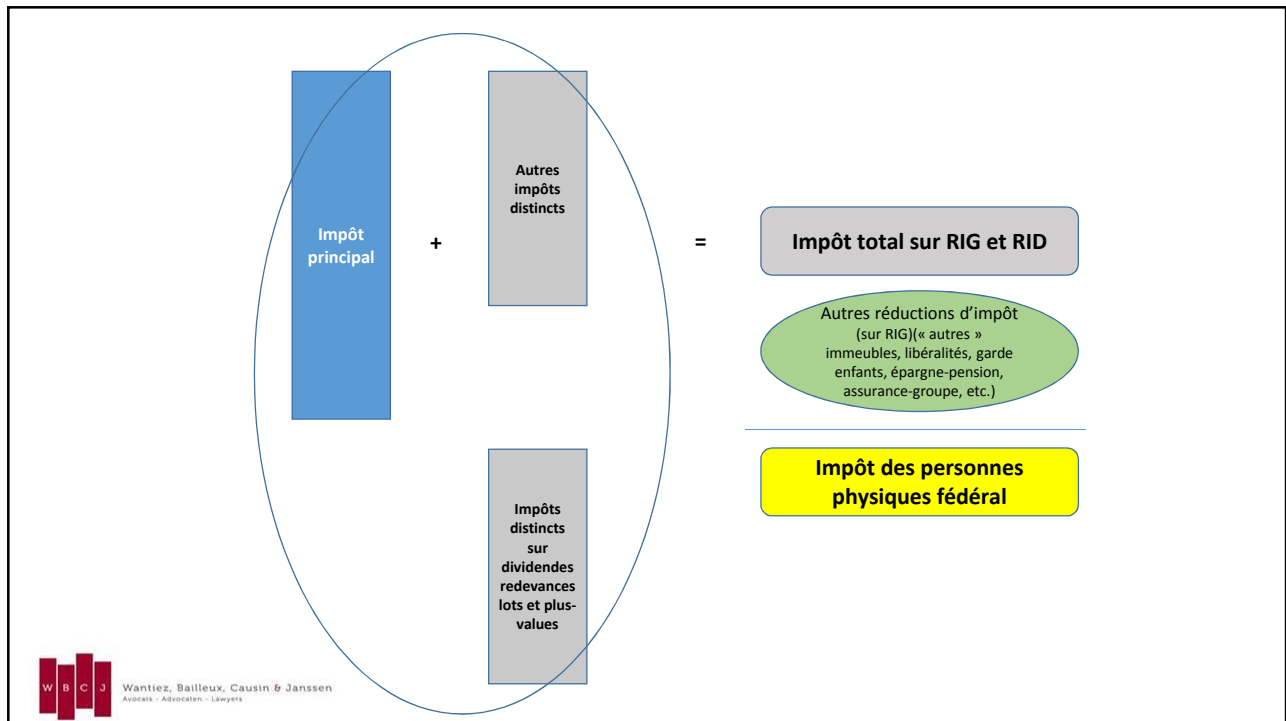 Impôt
principal
+
Autres
impôts
distincts
=
Impôt total sur RIG et RID
Autres réductions d'impôt
(sur RIG)(« autres »
immeubles, libéralités, garde
enfants, épargne-pension,
assurance-groupe, etc.)
Impôt des personnes
physiques fédéral
Impôts
distincts
sur
dividendes
redevances
lots et plus-
values
W B C J
Wantiez, Bailleux, Causin & Janssen
Avocats - Advocaten - Lawyers